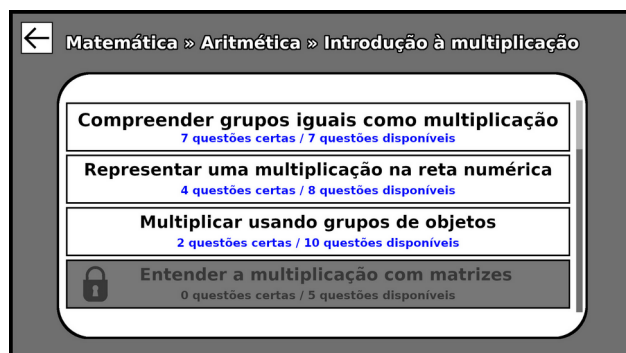 Matemática » Aritmética » Introdução à multiplicação
Compreender grupos iguais como multiplicação
7 questões certas / 7 questões disponíveis
Representar uma multiplicação na reta numérica
4 questões certas / 8 questões disponíveis
Multiplicar usando grupos de objetos
2 questões certas / 10 questões disponíveis
Entender a multiplicação com matrizes
0 questões certas / 5 questões disponíveis